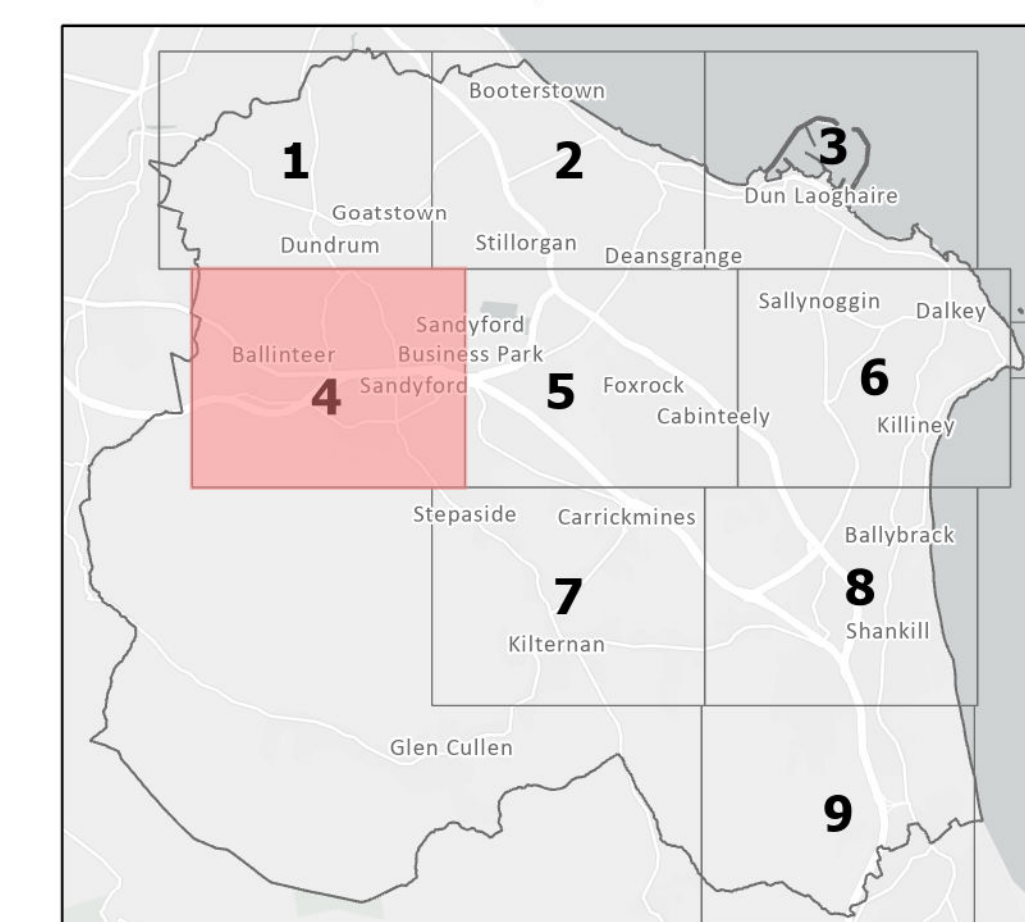 Booterstown
1
2
3
Dun Laoghaire
Goatstown
Dundrum
Stillorgan
Deansgrange
Sallynoggin
Dalkey
Sandyford
Business Park
Ballinteer
Sandyford
4
5
Foxrock
6
Cabinteely
Killiney
Stepaside
Carrickmines
Ballybrack
7
8
Shankill
Kilternan
Glen Cullen
9